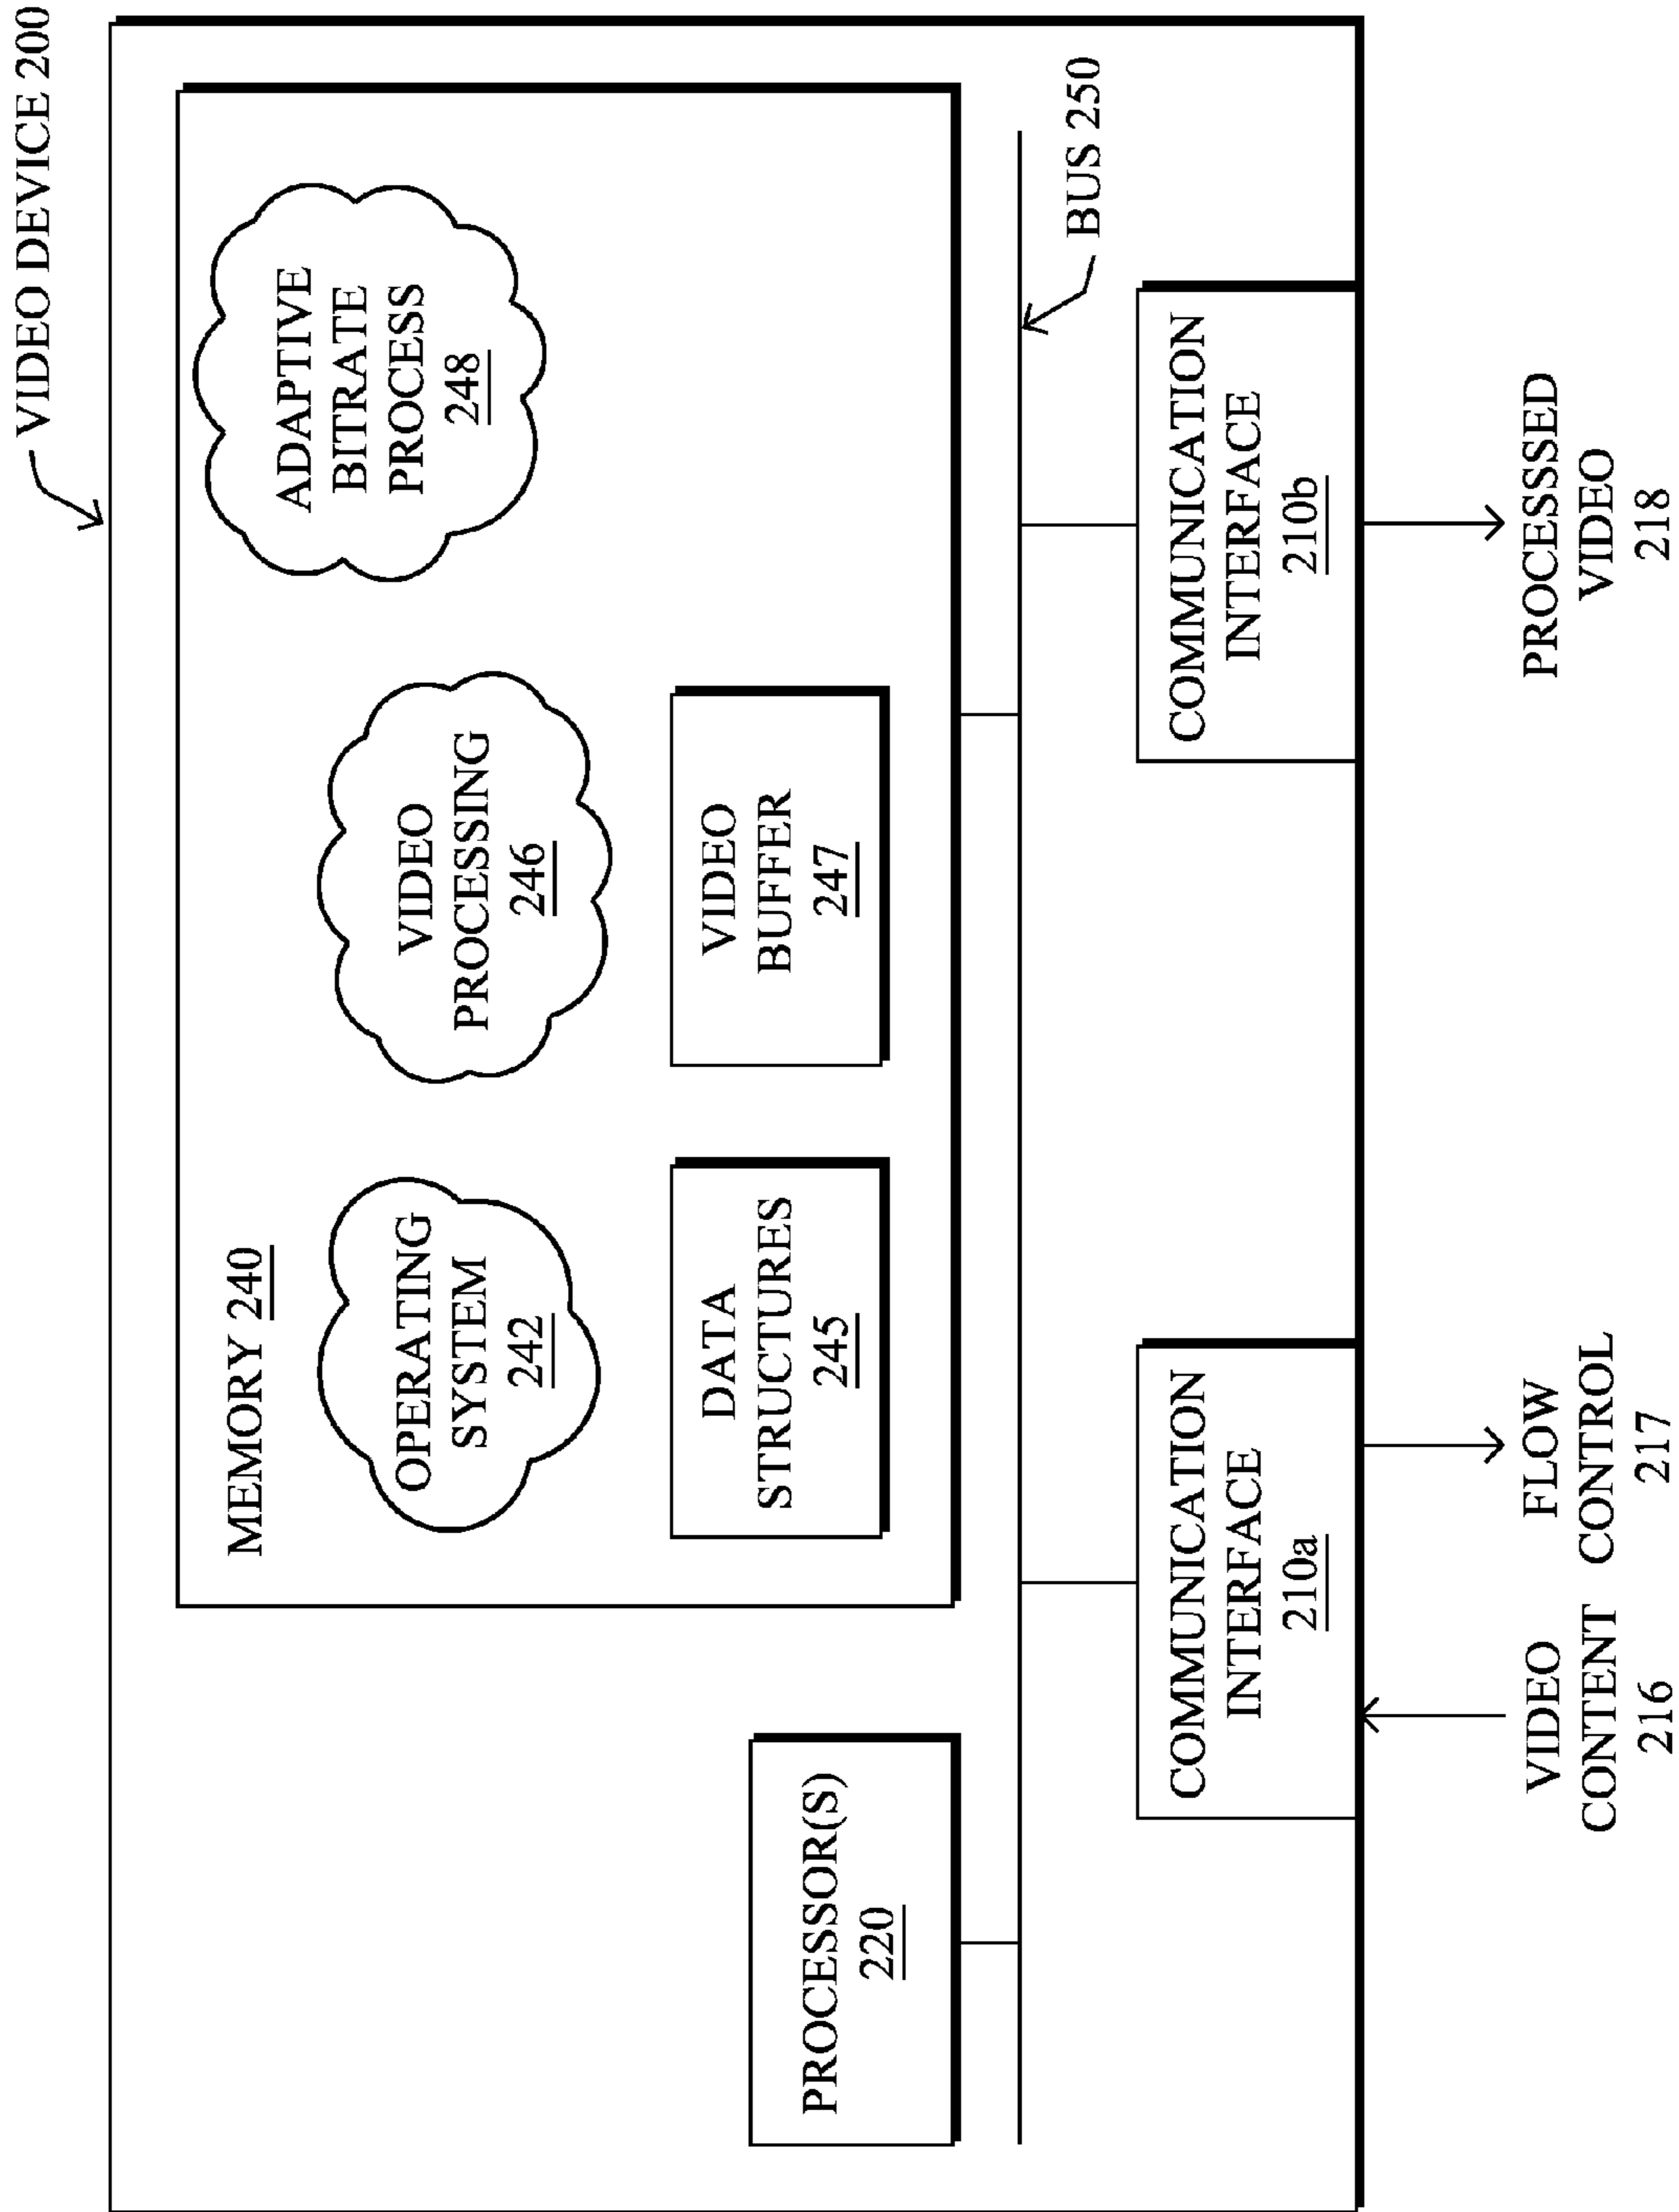 VIDEO DEVICE 200
MEMORY 240
OPERATING
SYSTEM
242
VIDEO
PROCESSING
246
ADAPTIVE
BITRATE
PROCESS
248
DATA
STRUCTURES
245
VIDEO
BUFFER
247
PROCESSOR(S)
220
BUS 250
COMMUNICATION
INTERFACE
210a
COMMUNICATION
INTERFACE
210b
VIDEO
CONTENT
216
FLOW
CONTROL
217
PROCESSED
VIDEO
218